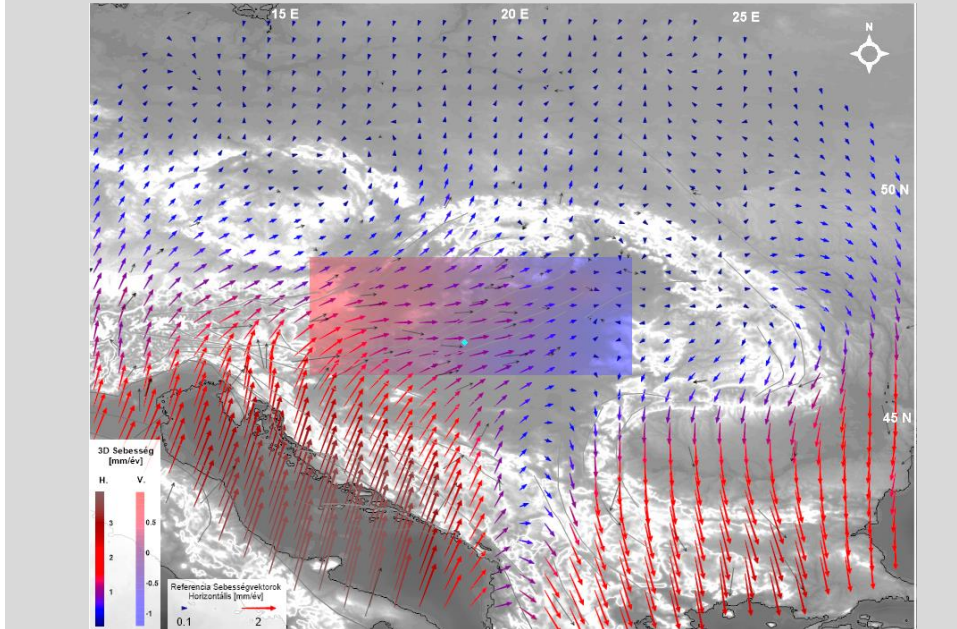 15 E
20 E
25 E
N
50 N
45 N
3D Sebesség
[mm/év]
H.
V.
3
2
1
0.5
0
-0.5
-1
Referencia Sebességvektorok
Horizontális [mm/év]
0.1
2